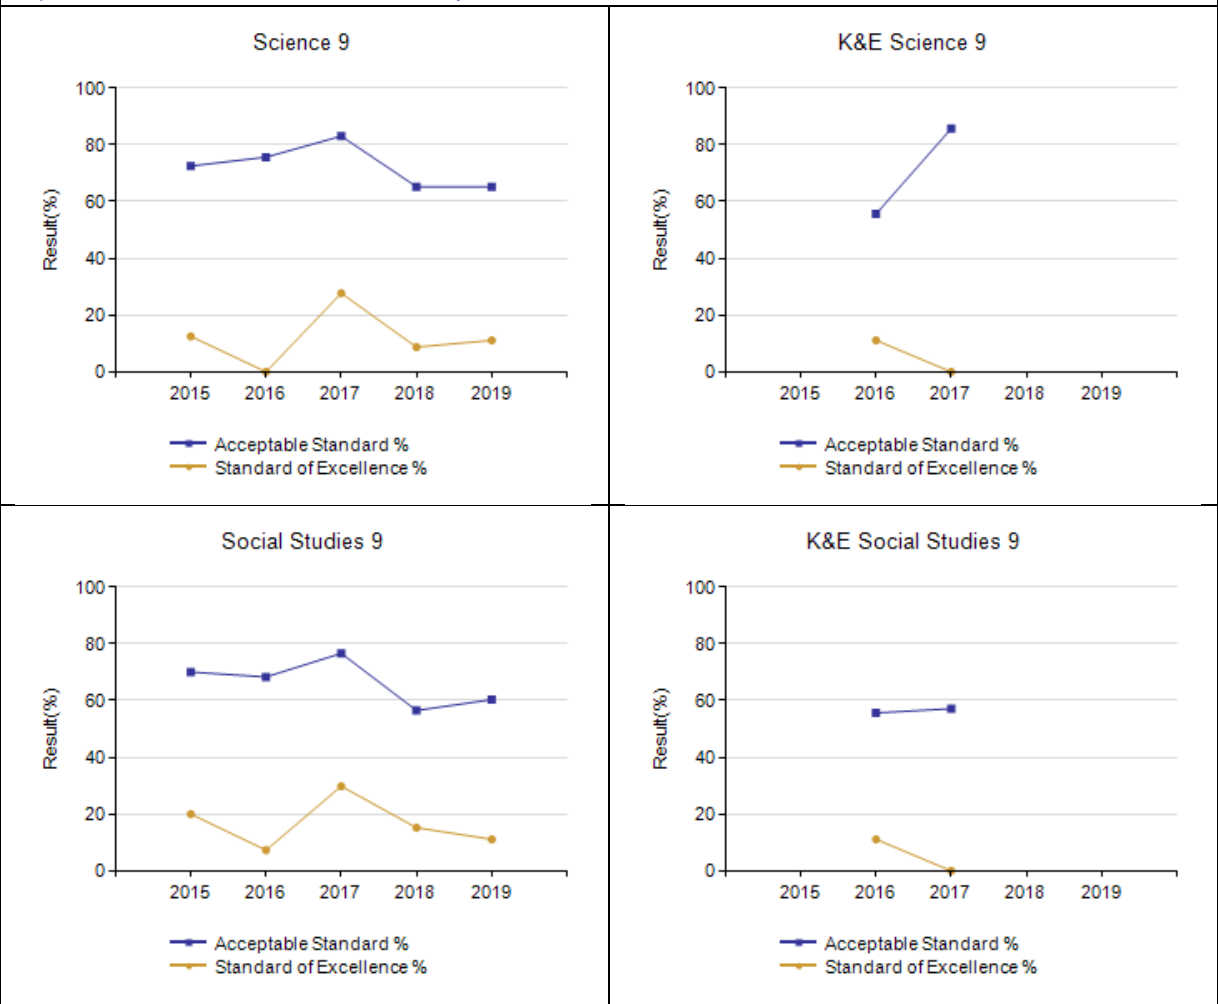 Science 9
Result(%)
100
80
60
40
20
0
2015 2016 2017 2018 2019
Acceptable Standard %
Standard of Excellence %
K&E Science 9
Result(%)
100
80
60
40
20
0
2015 2016 2017 2018 2019
Acceptable Standard %
Standard of Excellence %
Social Studies 9
Result(%)
100
80
60
40
20
0
2015 2016 2017 2018 2019
Acceptable Standard %
Standard of Excellence %
K&E Social Studies 9
Result(%)
100
80
60
40
20
0
2015 2016 2017 2018 2019
Acceptable Standard %
Standard of Excellence %